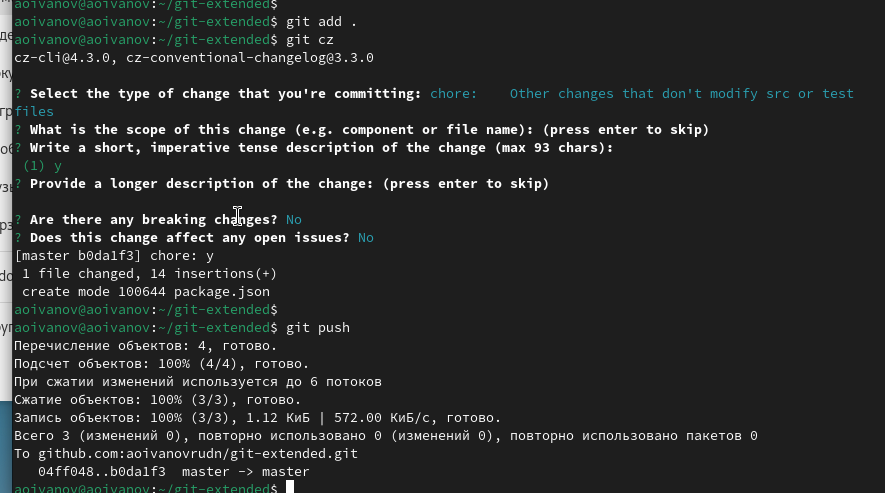 aoivanov@aoivanov:~/git-extended$
aoivanov@aoivanov:~/git-extended$ git add .
aoivanov@aoivanov:~/git-extended$ git cz
cz-cli@4.3.0, cz-conventional-changelog@3.3.0
? Select the type of change that you're committing: chore:    Other changes that don't modify src or test
files
? What is the scope of this change (e.g. component or file name): (press enter to skip)
? Write a short, imperative tense description of the change (max 93 chars):
(1) y
? Provide a longer description of the change: (press enter to skip)
? Are there any breaking changes? No
? Does this change affect any open issues? No
[master b0da1f3] chore: y
1 file changed, 14 insertions(+)
create mode 100644 package.json
aoivanov@aoivanov:~/git-extended$
aoivanov@aoivanov:~/git-extended$ git push
Перечисление объектов: 4, готово.
Подсчет объектов: 100% (4/4), готово.
При сжатии изменений используется до 6 потоков
Сжатие объектов: 100% (3/3), готово.
Запись объектов: 100% (3/3), 1.12 КиБ | 572.00 КиБ/с, готово.
Всего 3 (изменений 0), повторно использовано 0 (изменений 0), повторно использовано пакетов 0
To github.com:aoivanovrudn/git-extended.git
04ff048..b0da1f3  master -> master
aoivanov@aoivanov:~/git-extended$